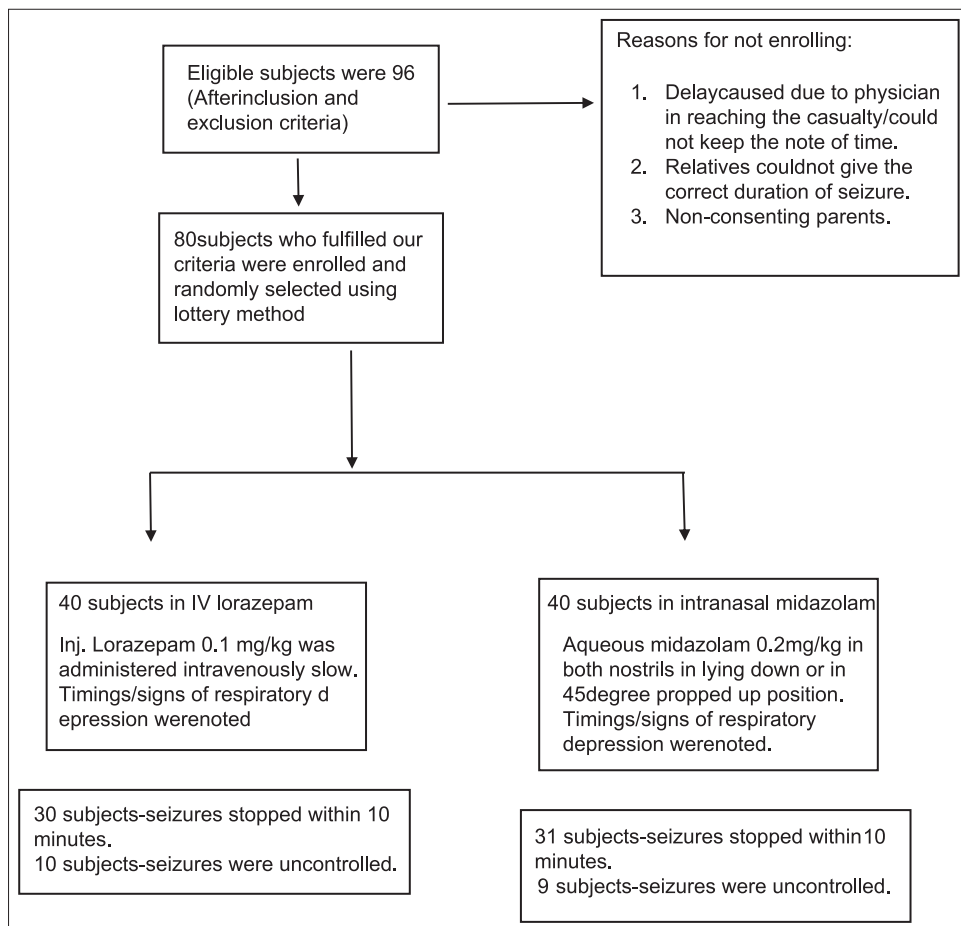 Eligible subjects were 96
(Afterinclusion and
exclusion criteria)
Reasons for not enrolling:
1. Delaycaused due to physician
in reaching the casualty/could
not keep the note of time.
2. Relatives couldnot give the
correct duration of seizure.
3. Non-consenting parents.
80subjects who fulfilled our
criteria were enrolled and
randomly selected using
lottery method
40 subjects in IV lorazepam
Inj. Lorazepam 0.1 mg/kg was
administered intravenously slow.
Timings/signs of respiratory d
epression werenoted
40 subjects in intranasal midazolam
Aqueous midazolam 0.2mg/kg in
both nostrils in lying down or in
45degree propped up position.
Timings/signs of respiratory
depression werenoted.
30 subjects-seizures stopped within 10
minutes.
10 subjects-seizures were uncontrolled.
31 subjects-seizures stopped within10
minutes.
9 subjects-seizures were uncontrolled.